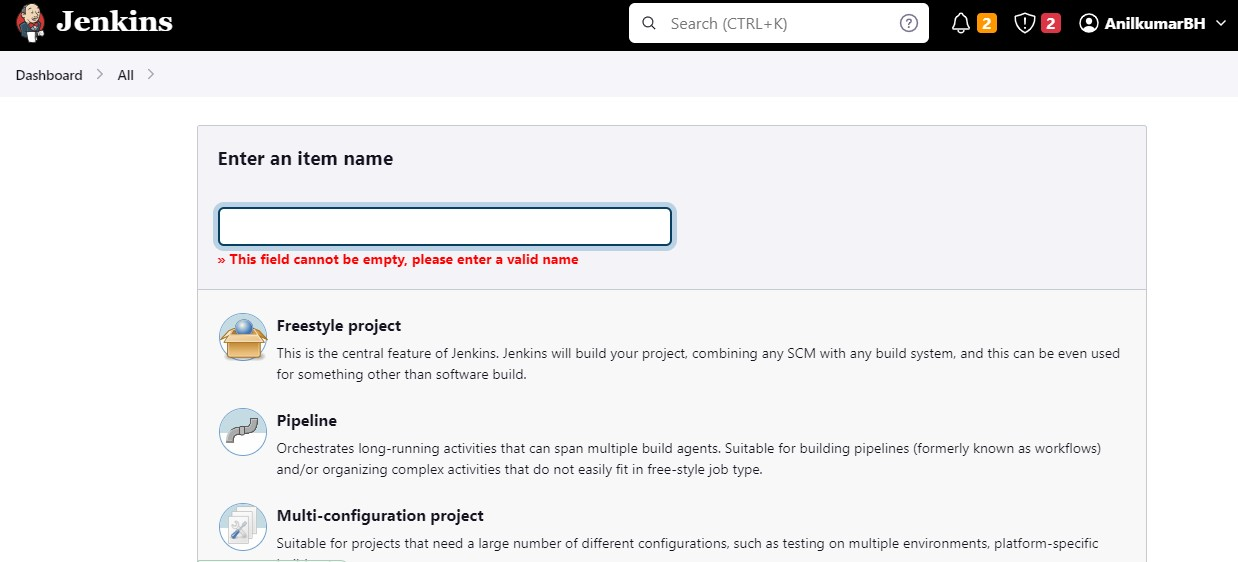 Jenkins
Search (CTRL+K)
2
2
AnilkumarBH
Dashboard
All
Enter an item name
» This field cannot be empty, please enter a valid name
Freestyle project
This is the central feature of Jenkins. Jenkins will build your project, combining any SCM with any build system, and this can be even used
for something other than software build.
Pipeline
Orchestrates long-running activities that can span multiple build agents. Suitable for building pipelines (formerly known as workflows)
and/or organizing complex activities that do not easily fit in free-style job type.
Multi-configuration project
Suitable for projects that need a large number of different configurations, such as testing on multiple environments, platform-specific